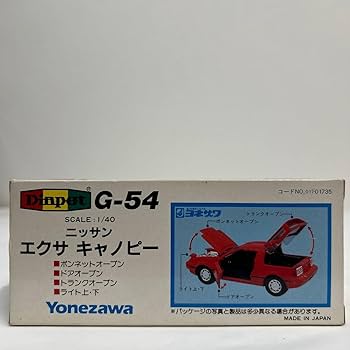 Diapet G-54
SCALE:1/40
ニッサン
エクサ キャノピー
■ボンネットオープン
■ドアオープン
■トランクオープン
■ライト上・下
Yonezawa
コードNO.01F01735
ヨネザワ
トランクオープン
ボンネットオープン
ライト上・下
ドアオープン
※パッケージの写真と製品は多少異なる場合があります。
MADE IN JAPAN